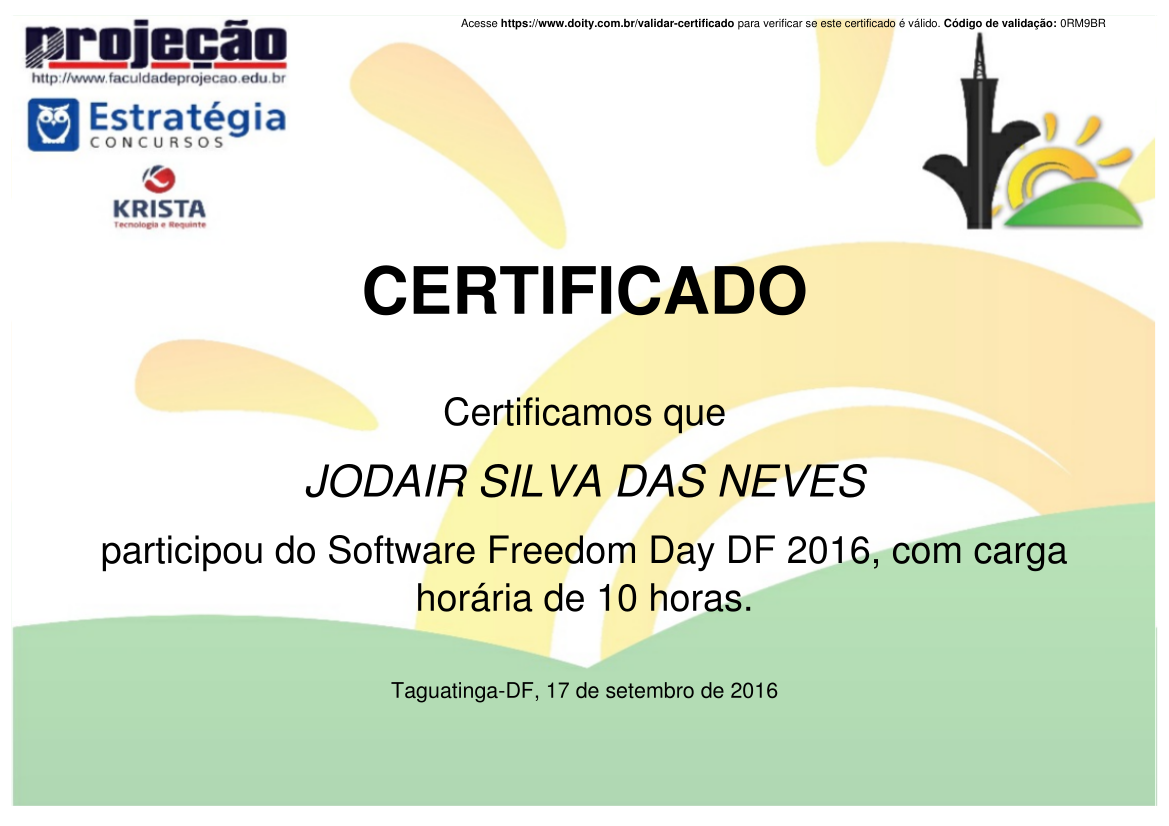 Acesse https://www.doity.com.br/validar-certificado para verificar se este certificado é válido. Código de validação: 0RM9BR
projeção
http://www.faculdadeprojecao.edu.br
Estratégia
CONCURSOS
KRISTA
Tecnologia e Requinte
CERTIFICADO
Certificamos que
JODAIR SILVA DAS NEVES
participou do Software Freedom Day DF 2016, com carga
horária de 10 horas.
Taguatinga-DF, 17 de setembro de 2016